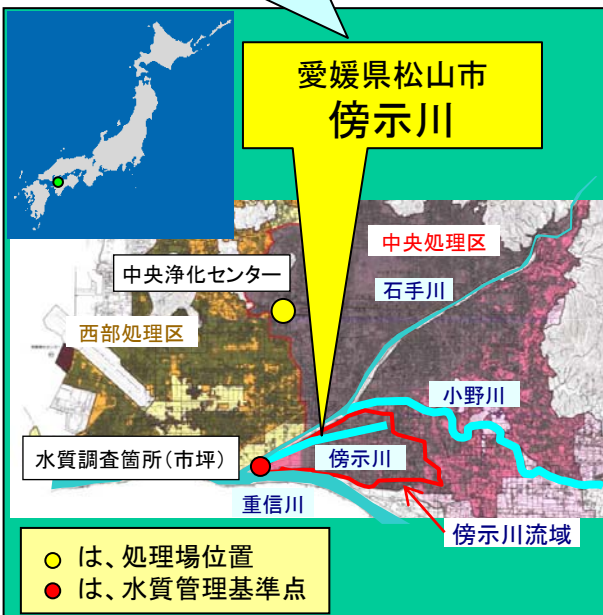 愛媛県松山市
傍示川
中央処理区
中央浄化センター
石手川
西部処理区
小野川
水質調査箇所(市坪)
傍示川
重信川
傍示川流域
は、処理場位置
は、水質管理基準点